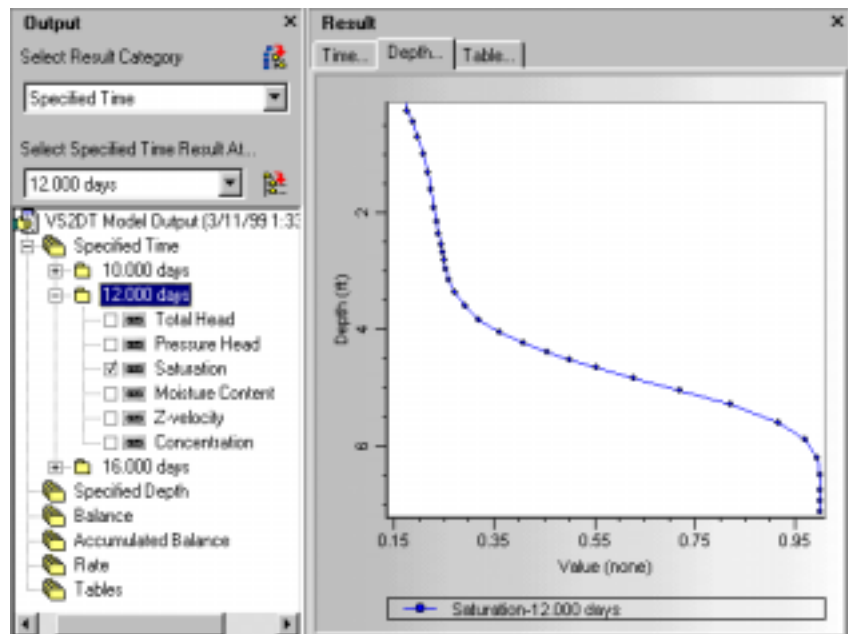 Output
Select Result Category
Specified Time
Select Specified Time Result At...
12.000 days
VS2DT Model Output (3/11/99 1:33
Specified Time
10.000 days
12.000 days
Total Head
Pressure Head
Saturation
Moisture Content
Z-velocity
Concentration
16.000 days
Specified Depth
Balance
Accumulated Balance
Rate
Tables
Result
Time... Depth... Table...
Depth (ft)
2
4
6
0.15 0.35 0.55 0.75 0.95
Value (none)
Saturation-12.000 days